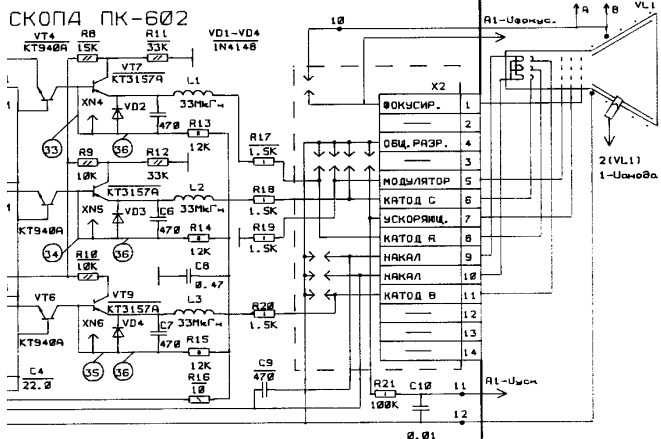 СКОПА ПК-602
10
A1-Uфокус.
A
B
VL1
VT4
КТ940А
R8
15K
R11
33K
VD1-VD4
1N4148
VT7
КТ3157А
XN4
VD2
470
L1
33МкГн
R13
12K
R17
1.5K
33
36
X2
ФОКУСИР. 1
2
ОБЩ.РАЗР. 4
3
МОДУЛЯТОР 5
КАТОД G 6
УСКОРЯЮЩ. 7
КАТОД R 8
НАКАЛ 9
НАКАЛ 10
КАТОД B 11
12
13
14
2(VL1)
1-Uанода
R9
10K
R12
33K
КТ3157А
КТ940А
XN5
VD3
C6
470
L2
33МкГн
R14
12K
R18
1.5K
R19
1.5K
34
36
R10
10K
C8
0.47
VT6
КТ940А
VT9
КТ3157А
XN6
VD4
C7
470
L3
33МкГн
R15
12K
R20
1.5K
35
36
C4
22.0
R16
10
C9
470
R21
100K
C10
0.01
11
A1-Uуск
12